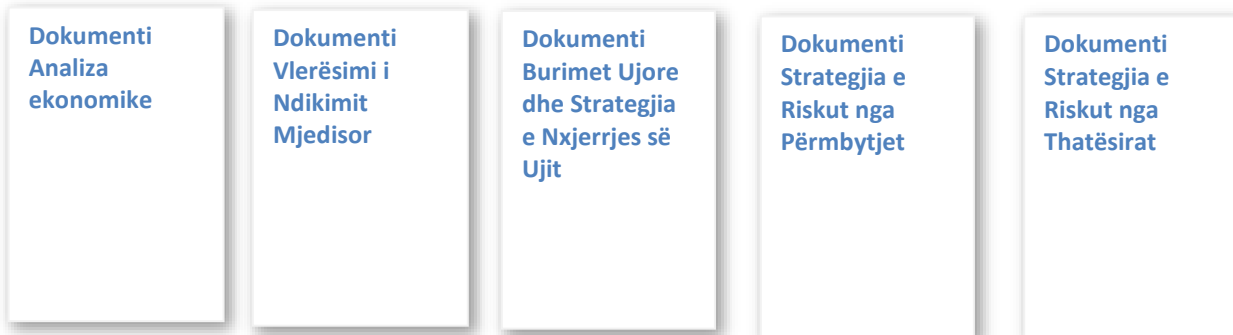 Dokumenti
Analiza
ekonomike
Dokumenti
Vlerësimi i
Ndikimit
Mjedisor
Dokumenti
Burimet Ujore
dhe Strategjia
e Nxjerrjes së
Ujit
Dokumenti
Strategjia e
Riskut nga
Përmbytjet
Dokumenti
Strategjia e
Riskut nga
Thatësirat